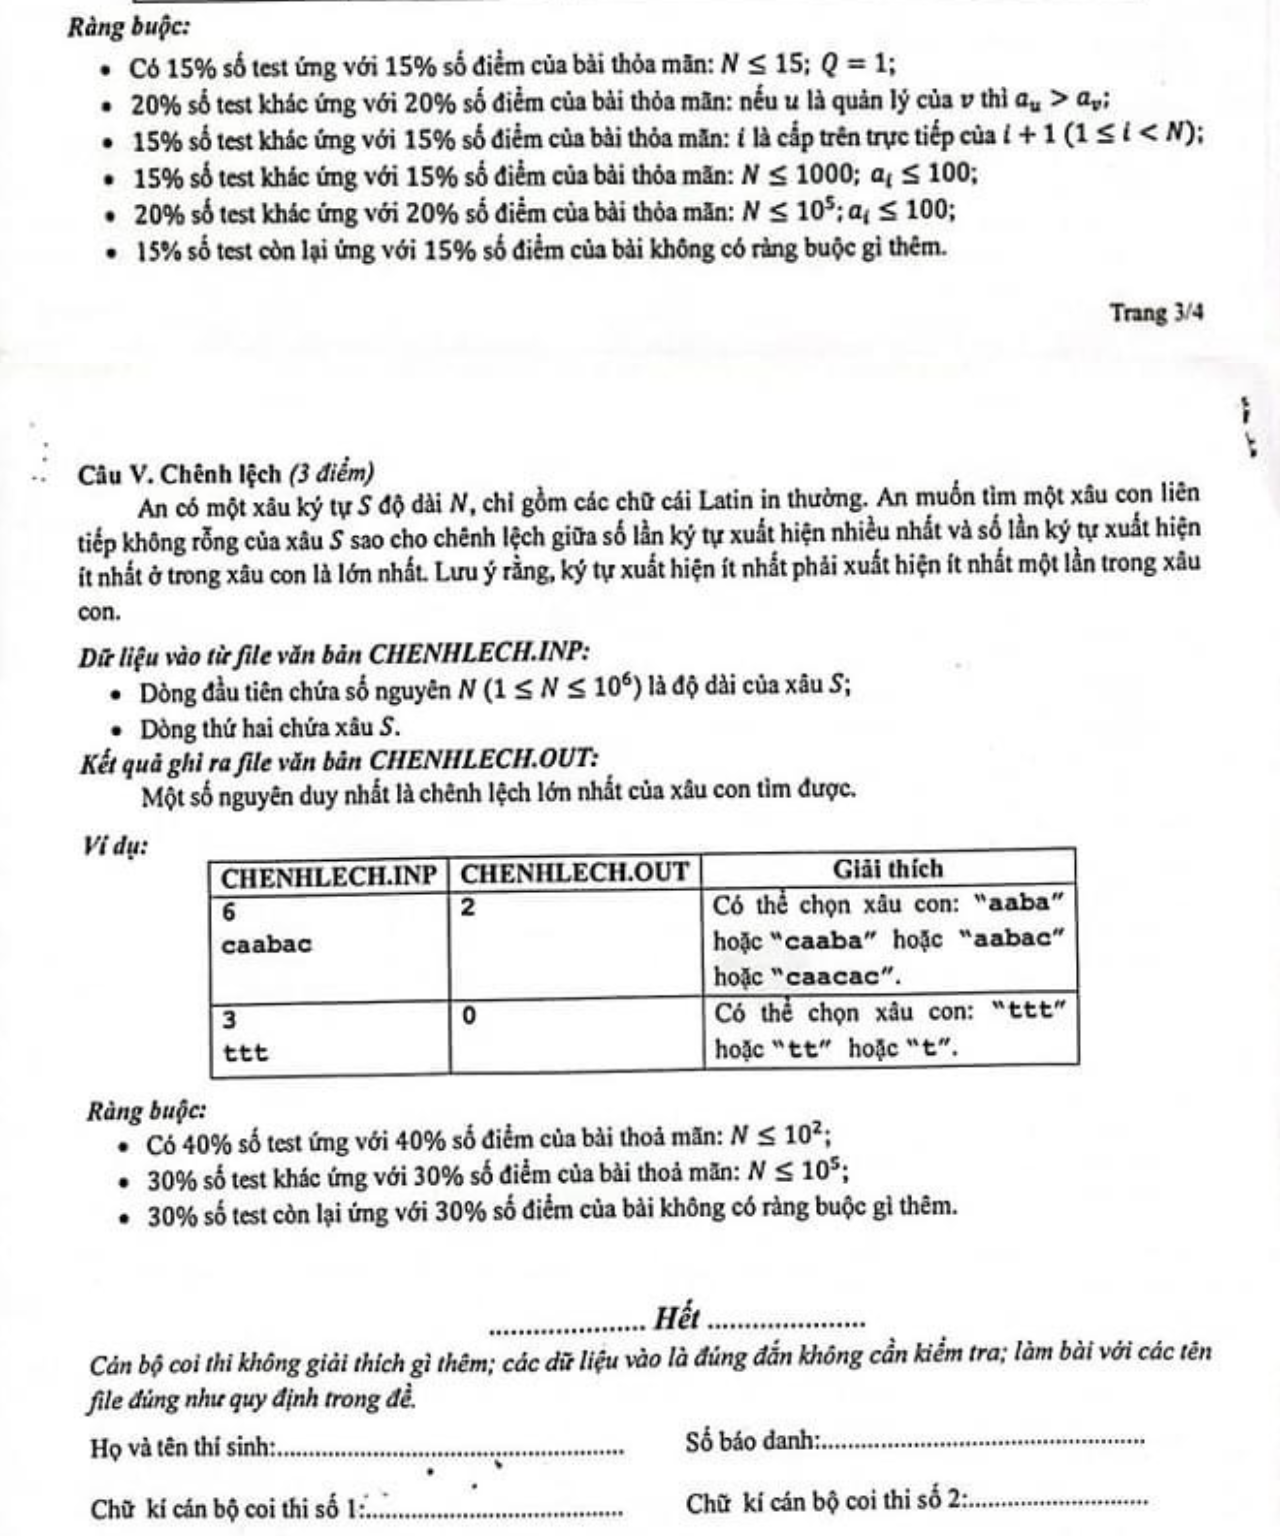 Ràng buộc:
• Có 15% số test ứng với 15% số điểm của bài thỏa mãn: N ≤ 15; Q = 1;
• 20% số test khác ứng với 20% số điểm của bài thỏa mãn: nếu u là quản lý của v thì aᵤ > aᵥ;
• 15% số test khác ứng với 15% số điểm của bài thỏa mãn: i là cấp trên trực tiếp của i + 1 (1 ≤ i < N);
• 15% số test khác ứng với 15% số điểm của bài thỏa mãn: N ≤ 1000; aᵢ ≤ 100;
• 20% số test khác ứng với 20% số điểm của bài thỏa mãn: N ≤ 10⁵; aᵢ ≤ 100;
• 15% số test còn lại ứng với 15% số điểm của bài không có ràng buộc gì thêm.
Trang 3/4
Câu V. Chênh lệch (3 điểm)
An có một xâu ký tự S độ dài N, chỉ gồm các chữ cái Latin in thường. An muốn tìm một xâu con liên
tiếp không rỗng của xâu S sao cho chênh lệch giữa số lần ký tự xuất hiện nhiều nhất và số lần ký tự xuất hiện
ít nhất ở trong xâu con là lớn nhất. Lưu ý rằng, ký tự xuất hiện ít nhất phải xuất hiện ít nhất một lần trong xâu
con.
Dữ liệu vào từ file văn bản CHENHLECH.INP:
• Dòng đầu tiên chứa số nguyên N (1 ≤ N ≤ 10⁶) là độ dài của xâu S;
• Dòng thứ hai chứa xâu S.
Kết quả ghi ra file văn bản CHENHLECH.OUT:
Một số nguyên duy nhất là chênh lệch lớn nhất của xâu con tìm được.
Ví dụ:
CHENHLECH.INP CHENHLECH.OUT Giải thích
6 2 Có thể chọn xâu con: "aaba"
caabac hoặc "caaba" hoặc "aabac"
hoặc "caacac".
3 0 Có thể chọn xâu con: "ttt"
ttt hoặc "tt" hoặc "t".
Ràng buộc:
• Có 40% số test ứng với 40% số điểm của bài thoả mãn: N ≤ 10²;
• 30% số test khác ứng với 30% số điểm của bài thoả mãn: N ≤ 10⁵;
• 30% số test còn lại ứng với 30% số điểm của bài không có ràng buộc gì thêm.
..................... Hết .....................
Cán bộ coi thi không giải thích gì thêm; các dữ liệu vào là đúng đắn không cần kiểm tra; làm bài với các tên
file đúng như quy định trong đề.
Họ và tên thí sinh:................................................ Số báo danh:.............................................
Chữ kí cán bộ coi thi số 1:.................................... Chữ kí cán bộ coi thi số 2:.........................